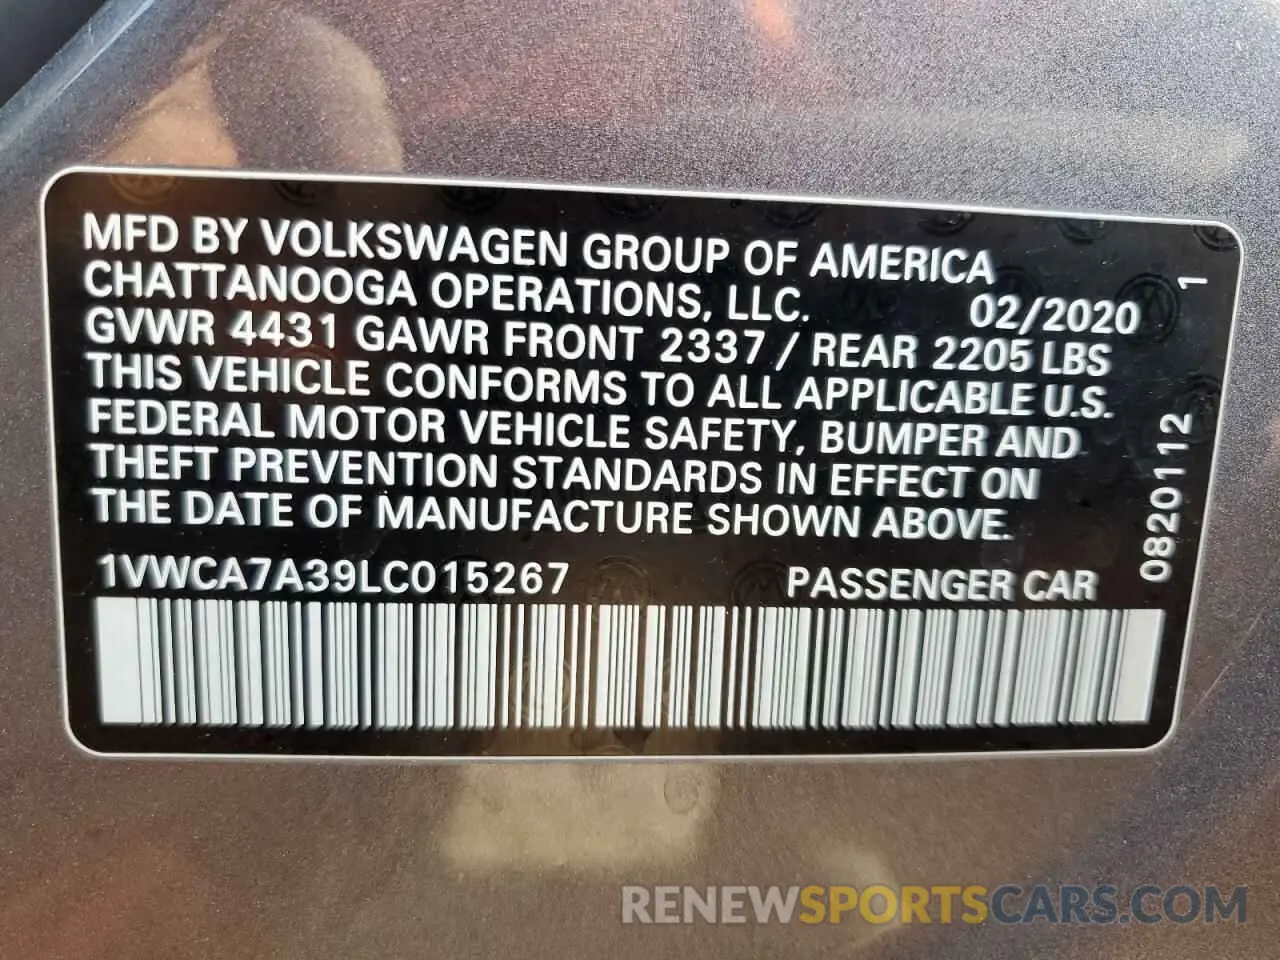 MFD BY VOLKSWAGEN GROUP OF AMERICA
CHATTANOOGA OPERATIONS, LLC. 02/2020
GVWR 4431 GAWR FRONT 2337 / REAR 2205 LBS
THIS VEHICLE CONFORMS TO ALL APPLICABLE U.S.
FEDERAL MOTOR VEHICLE SAFETY, BUMPER AND
THEFT PREVENTION STANDARDS IN EFFECT ON
THE DATE OF MANUFACTURE SHOWN ABOVE.
1VWCA7A39LC015267 PASSENGER CAR
0820112 1
RENEWSPORTSCARS.COM